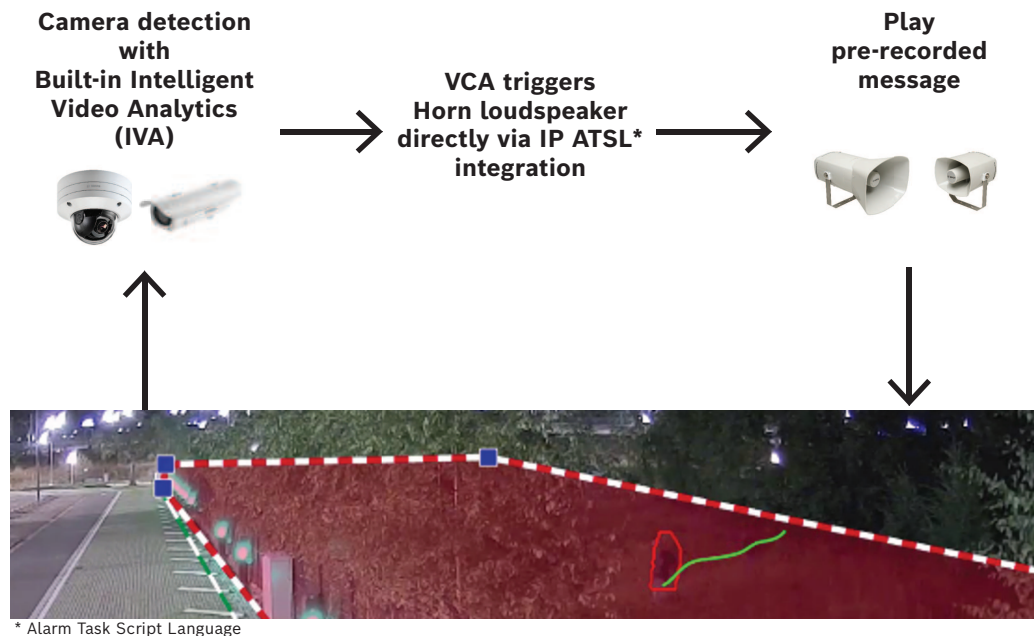 Camera detection
with
Built-in Intelligent
Video Analytics
(IVA)
VCA triggers
Horn loudspeaker
directly via IP ATSL*
integration
Play
pre-recorded
message
* Alarm Task Script Language